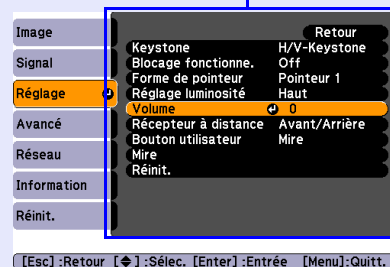 Image
Signal
Réglage
Avancé
Réseau
Information
Réinit.
Retour
Keystone H/V-Keystone
Blocage fonctionne. Off
Forme de pointeur Pointeur 1
Réglage luminosité Haut
Volume 0
Récepteur à distance Avant/Arrière
Bouton utilisateur Mire
Mire
Réinit.
[Esc] :Retour [◆] :Sélec. [Enter] :Entrée [Menu]:Quitt.